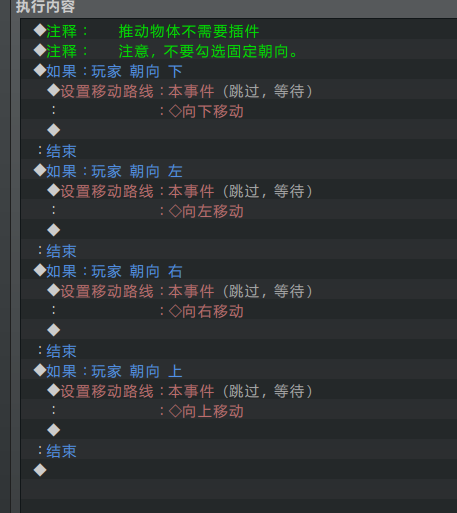 执行内容
◆注释： 推动物体不需要插件
◆注释： 注意，不要勾选固定朝向。
◆如果：玩家 朝向 下
◆设置移动路线：本事件（跳过，等待）
： ：◇向下移动
◆
：结束
◆如果：玩家 朝向 左
◆设置移动路线：本事件（跳过，等待）
： ：◇向左移动
◆
：结束
◆如果：玩家 朝向 右
◆设置移动路线：本事件（跳过，等待）
： ：◇向右移动
◆
：结束
◆如果：玩家 朝向 上
◆设置移动路线：本事件（跳过，等待）
： ：◇向上移动
◆
：结束
◆